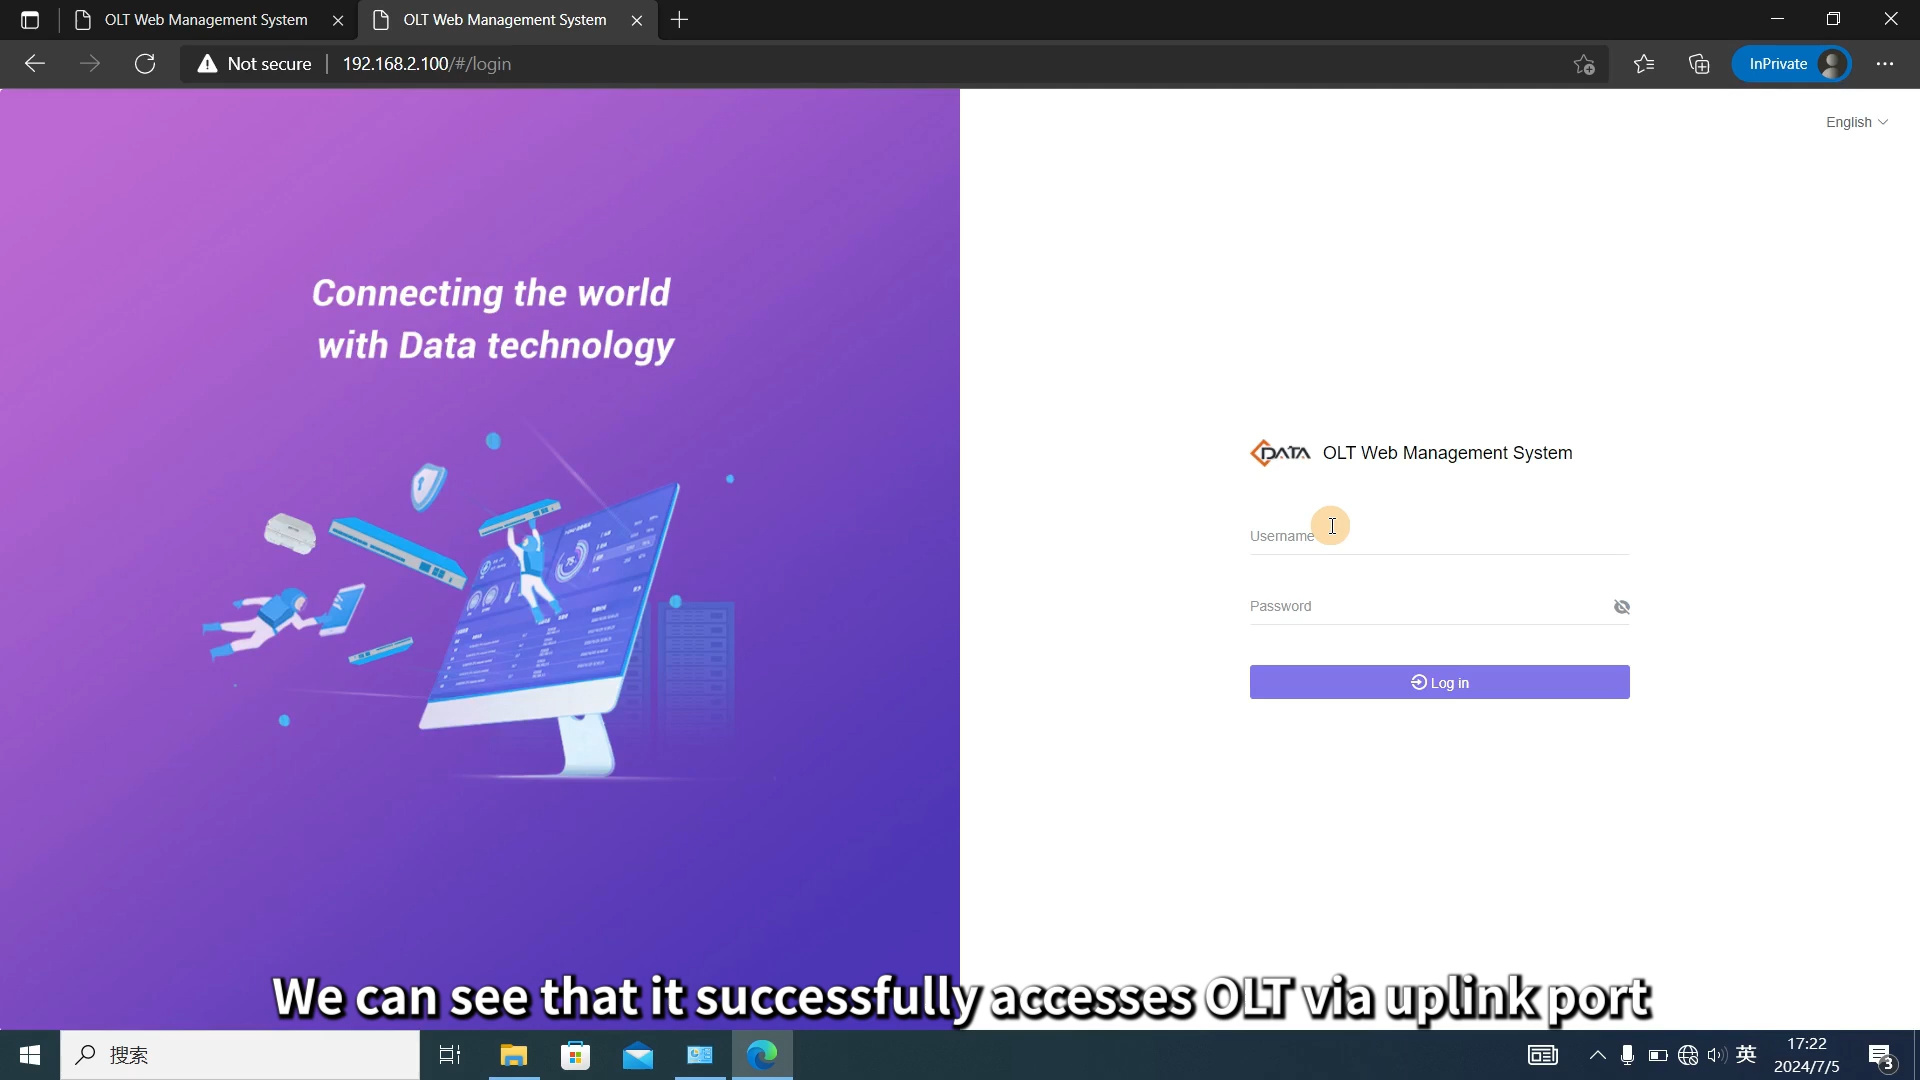 OLT Web Management System
OLT Web Management System
Not secure
192.168.2.100/#/login
InPrivate
English
Connecting the world
with Data technology
DATA OLT Web Management System
Username
Password
Log in
We can see that it successfully accesses OLT via uplink port
搜索
英
17:22
2024/7/5
3